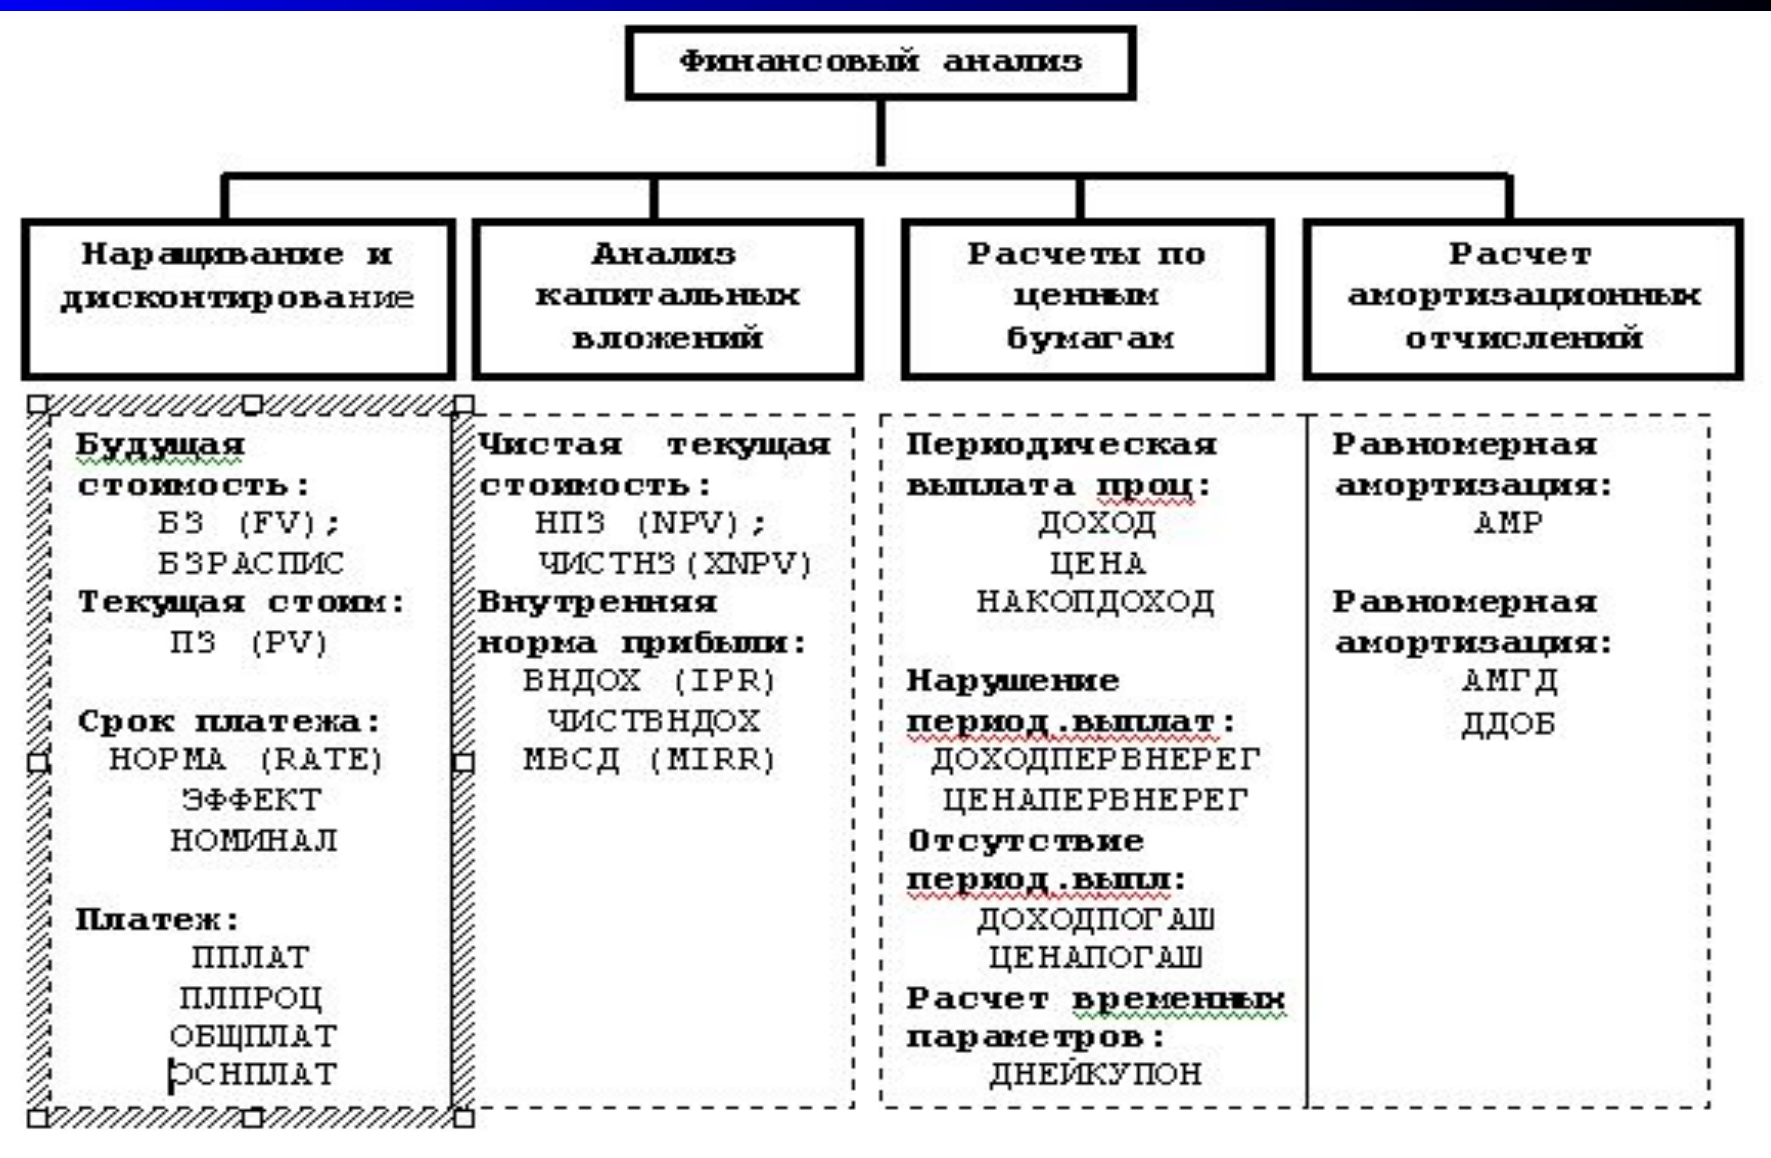 Финансовый анализ
Наращивание и
дисконтирование
Анализ
капитальных
вложений
Расчеты по
ценным
бумагам
Расчет
амортизационных
отчислений
Будущая
стоимость:
БЗ (FV);
БЗРАСПИС
Текущая стоим:
ПЗ (PV)
Срок платежа:
НОРМА (RATE)
ЭФФЕКТ
НОМИНАЛ
Платеж:
ППЛАТ
ПЛПРОЦ
ОБЩПЛАТ
ОСНПЛАТ
Чистая текущая
стоимость:
НПЗ (NPV);
ЧИСТНЗ(XNPV)
Внутренняя
норма прибыли:
ВНДОХ (IPR)
ЧИСТВНДОХ
МВСД (MIRR)
Периодическая
выплата проц:
ДОХОД
ЦЕНА
НАКОПДОХОД
Нарушение
период.выплат:
ДОХОДПЕРВНЕРЕГ
ЦЕНАПЕРВНЕРЕГ
Отсутствие
период.выпл:
ДОХОДПОГАШ
ЦЕНАПОГАШ
Расчет временных
параметров:
ДНЕЙКУПОН
Равномерная
амортизация:
АМР
Равномерная
амортизация:
АМГД
ДДОБ